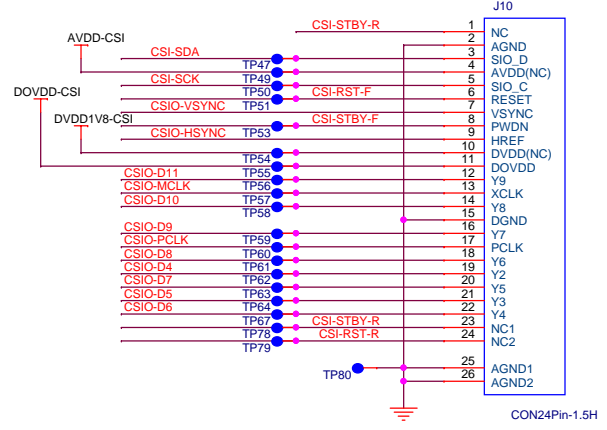 J10
CSI-STBY-R 1 NC
AVDD-CSI 2 AGND
CSI-SDA 3 SIO_D
TP47 4 AVDD(NC)
CSI-SCK TP49 5 SIO_C
DOVDD-CSI TP50 CSI-RST-F 6 RESET
CSIO-VSYNC TP51 7 VSYNC
DVDD1V8-CSI CSI-STBY-F 8 PWDN
CSIO-HSYNC TP53 9 HREF
10 DVDD(NC)
TP54 11 DOVDD
CSIO-D11 TP55 12 Y9
CSIO-MCLK TP56 13 XCLK
CSIO-D10 TP57 14 Y8
TP58 15 DGND
CSIO-D9 16 Y7
CSIO-PCLK TP59 17 PCLK
CSIO-D8 TP60 18 Y6
CSIO-D4 TP61 19 Y2
CSIO-D7 TP62 20 Y5
CSIO-D5 TP63 21 Y3
CSIO-D6 TP64 22 Y4
TP67 CSI-STBY-R 23 NC1
TP78 CSI-RST-R 24 NC2
TP79
25 AGND1
TP80 26 AGND2
CON24Pin-1.5H